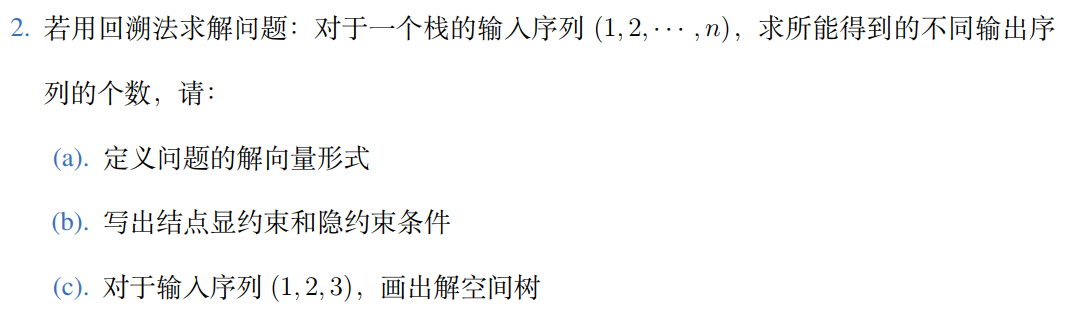 2. 若用回溯法求解问题：对于一个栈的输入序列 (1, 2, ⋯ , n)，求所能得到的不同输出序
列的个数，请：
(a). 定义问题的解向量形式
(b). 写出结点显约束和隐约束条件
(c). 对于输入序列 (1, 2, 3)，画出解空间树